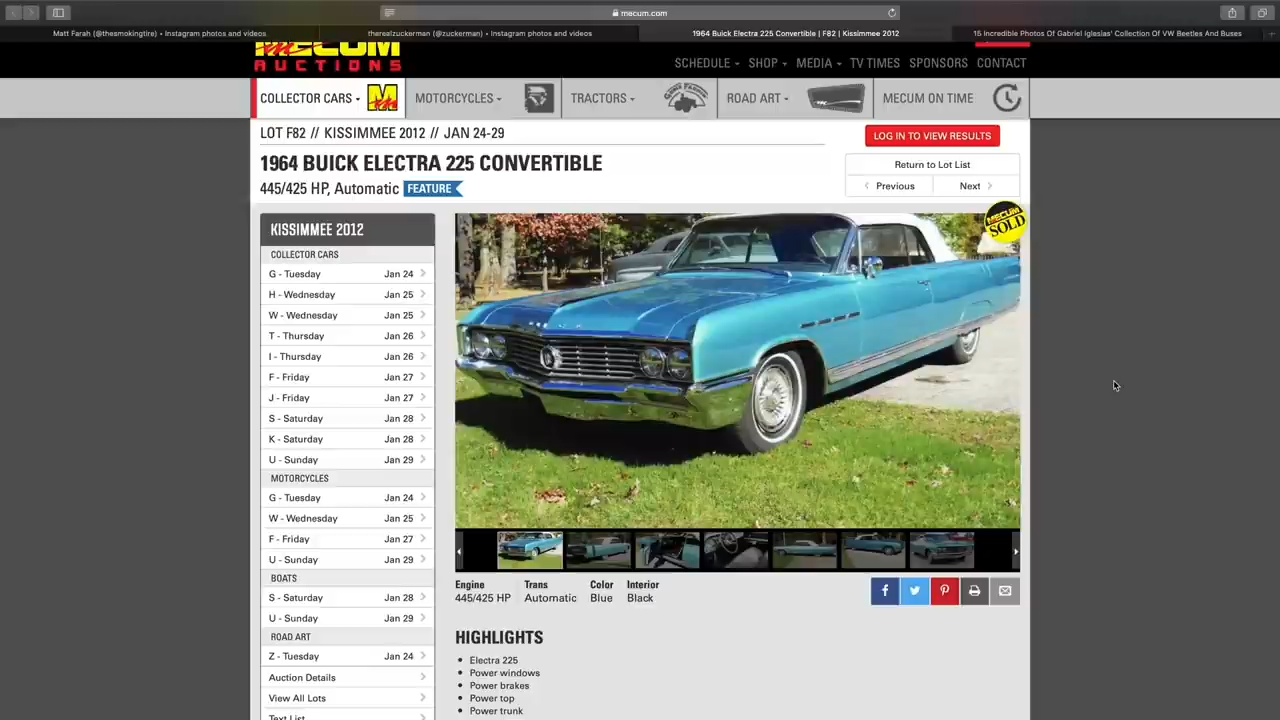 mecum.com
Matt Farah (@thesmokingtire) • Instagram photos and videos
therealzuckerman (@zuckerman) • Instagram photos and videos
1964 Buick Electra 225 Convertible | F82 | Kissimmee 2012
15 Incredible Photos Of Gabriel Iglesias' Collection Of VW Beetles And Buses
MECUM
AUCTIONS
SCHEDULE SHOP MEDIA TV TIMES SPONSORS CONTACT
COLLECTOR CARS MOTORCYCLES TRACTORS ROAD ART MECUM ON TIME
LOT F82 // KISSIMMEE 2012 // JAN 24-29
LOG IN TO VIEW RESULTS
1964 BUICK ELECTRA 225 CONVERTIBLE
Return to Lot List
445/425 HP, Automatic FEATURE
Previous Next
KISSIMMEE 2012
COLLECTOR CARS
G - Tuesday Jan 24
H - Wednesday Jan 25
W - Wednesday Jan 25
T - Thursday Jan 26
I - Thursday Jan 26
F - Friday Jan 27
J - Friday Jan 27
S - Saturday Jan 28
K - Saturday Jan 28
U - Sunday Jan 29
MOTORCYCLES
G - Tuesday Jan 24
W - Wednesday Jan 25
F - Friday Jan 27
U - Sunday Jan 29
BOATS
S - Saturday Jan 28
U - Sunday Jan 29
ROAD ART
Z - Tuesday Jan 24
Auction Details
View All Lots
Text List
MECUM
SOLD
Engine Trans Color Interior
445/425 HP Automatic Blue Black
HIGHLIGHTS
• Electra 225
• Power windows
• Power brakes
• Power top
• Power trunk